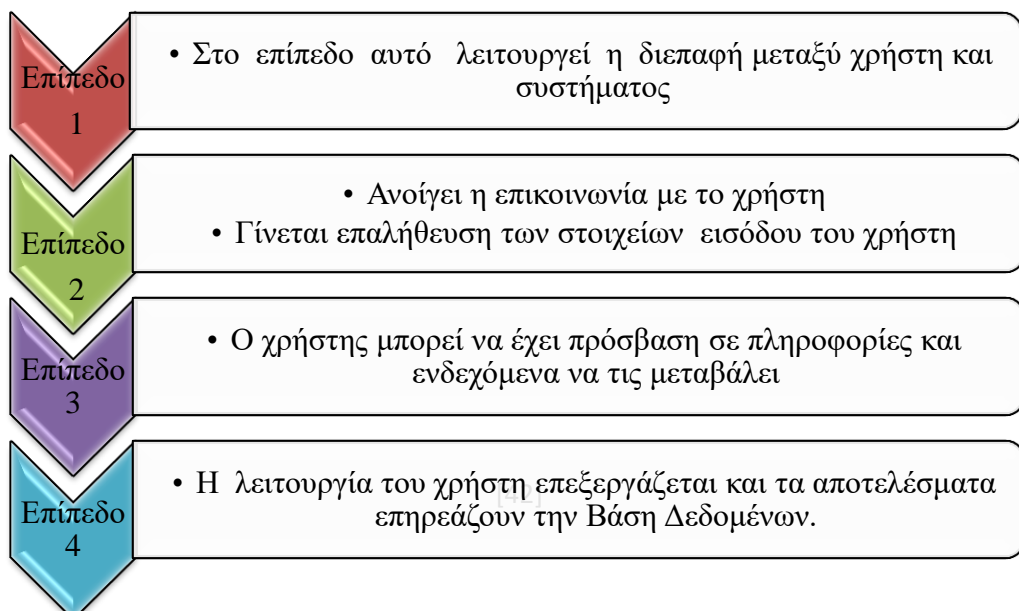 Επίπεδο
1
• Στο επίπεδο αυτό λειτουργεί η διεπαφή μεταξύ χρήστη και
συστήματος
Επίπεδο
2
• Ανοίγει η επικοινωνία με το χρήστη
• Γίνεται επαλήθευση των στοιχείων εισόδου του χρήστη
Επίπεδο
3
• Ο χρήστης μπορεί να έχει πρόσβαση σε πληροφορίες και
ενδεχόμενα να τις μεταβάλει
Επίπεδο
4
• Η λειτουργία του χρήστη επεξεργάζεται και τα αποτελέσματα
επηρεάζουν την Βάση Δεδομένων.
[42]